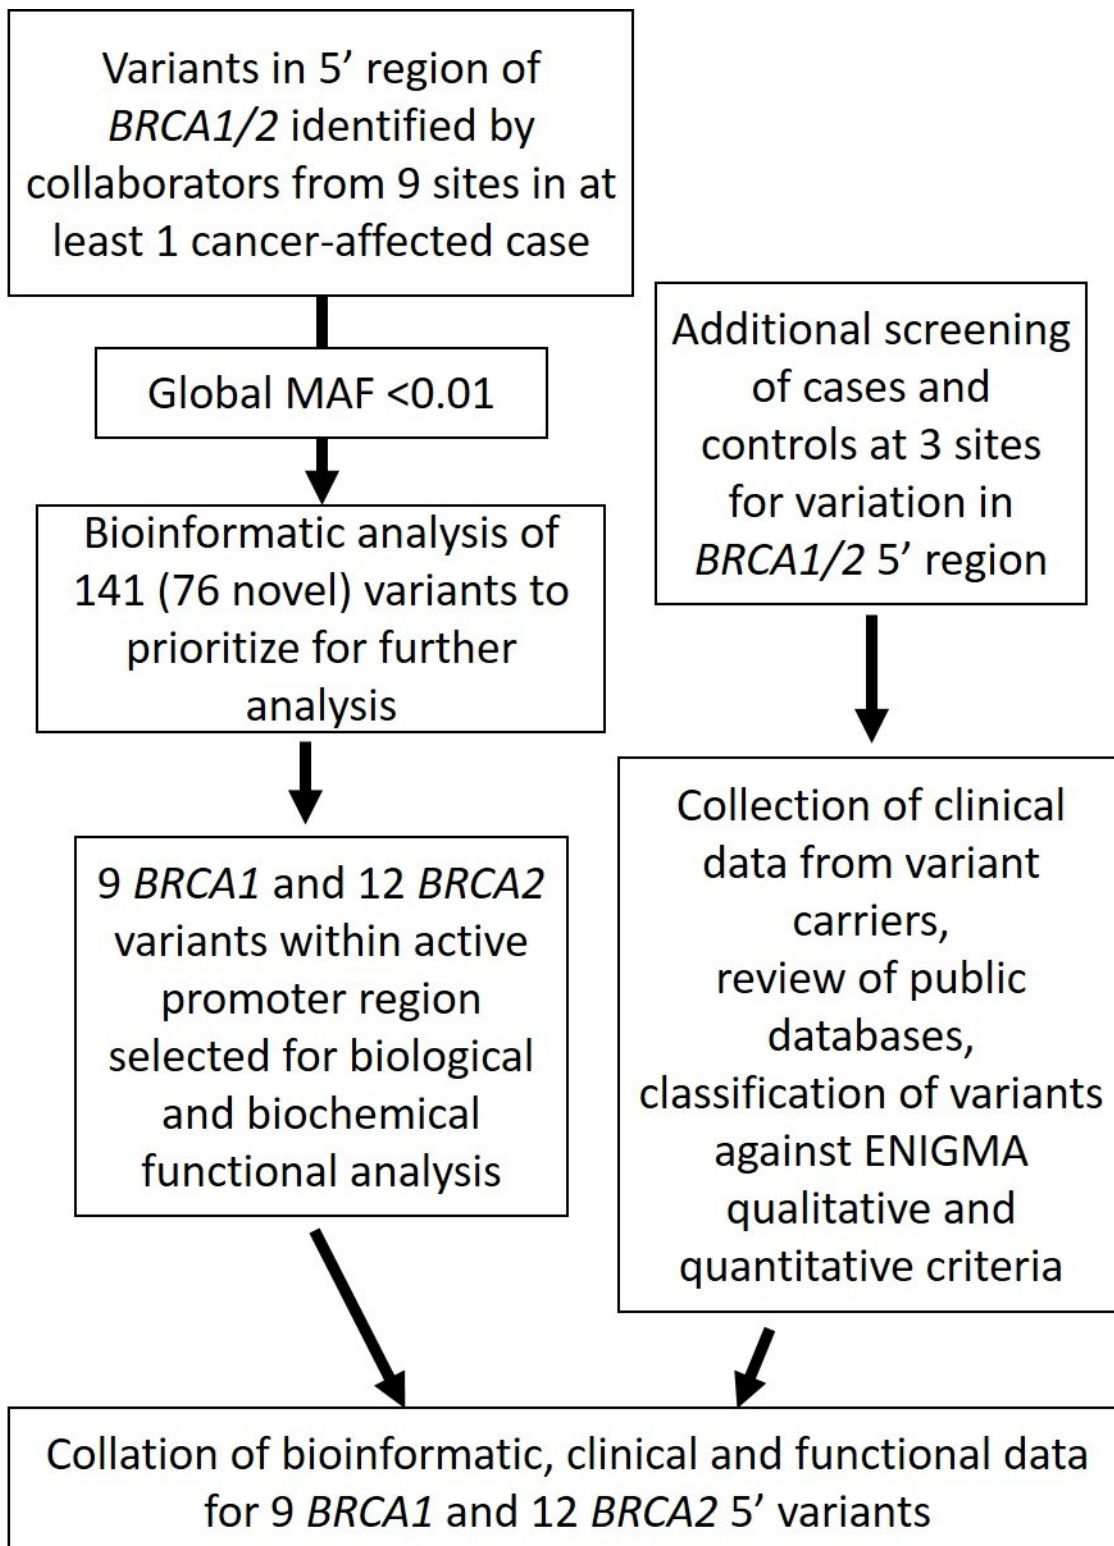 Variants in 5’ region of
BRCA1/2 identified by
collaborators from 9 sites in at
least 1 cancer-affected case
Global MAF <0.01
Bioinformatic analysis of
141 (76 novel) variants to
prioritize for further
analysis
9 BRCA1 and 12 BRCA2
variants within active
promoter region
selected for biological
and biochemical
functional analysis
Additional screening
of cases and
controls at 3 sites
for variation in
BRCA1/2 5’ region
Collection of clinical
data from variant
carriers,
review of public
databases,
classification of variants
against ENIGMA
qualitative and
quantitative criteria
Collation of bioinformatic, clinical and functional data
for 9 BRCA1 and 12 BRCA2 5’ variants